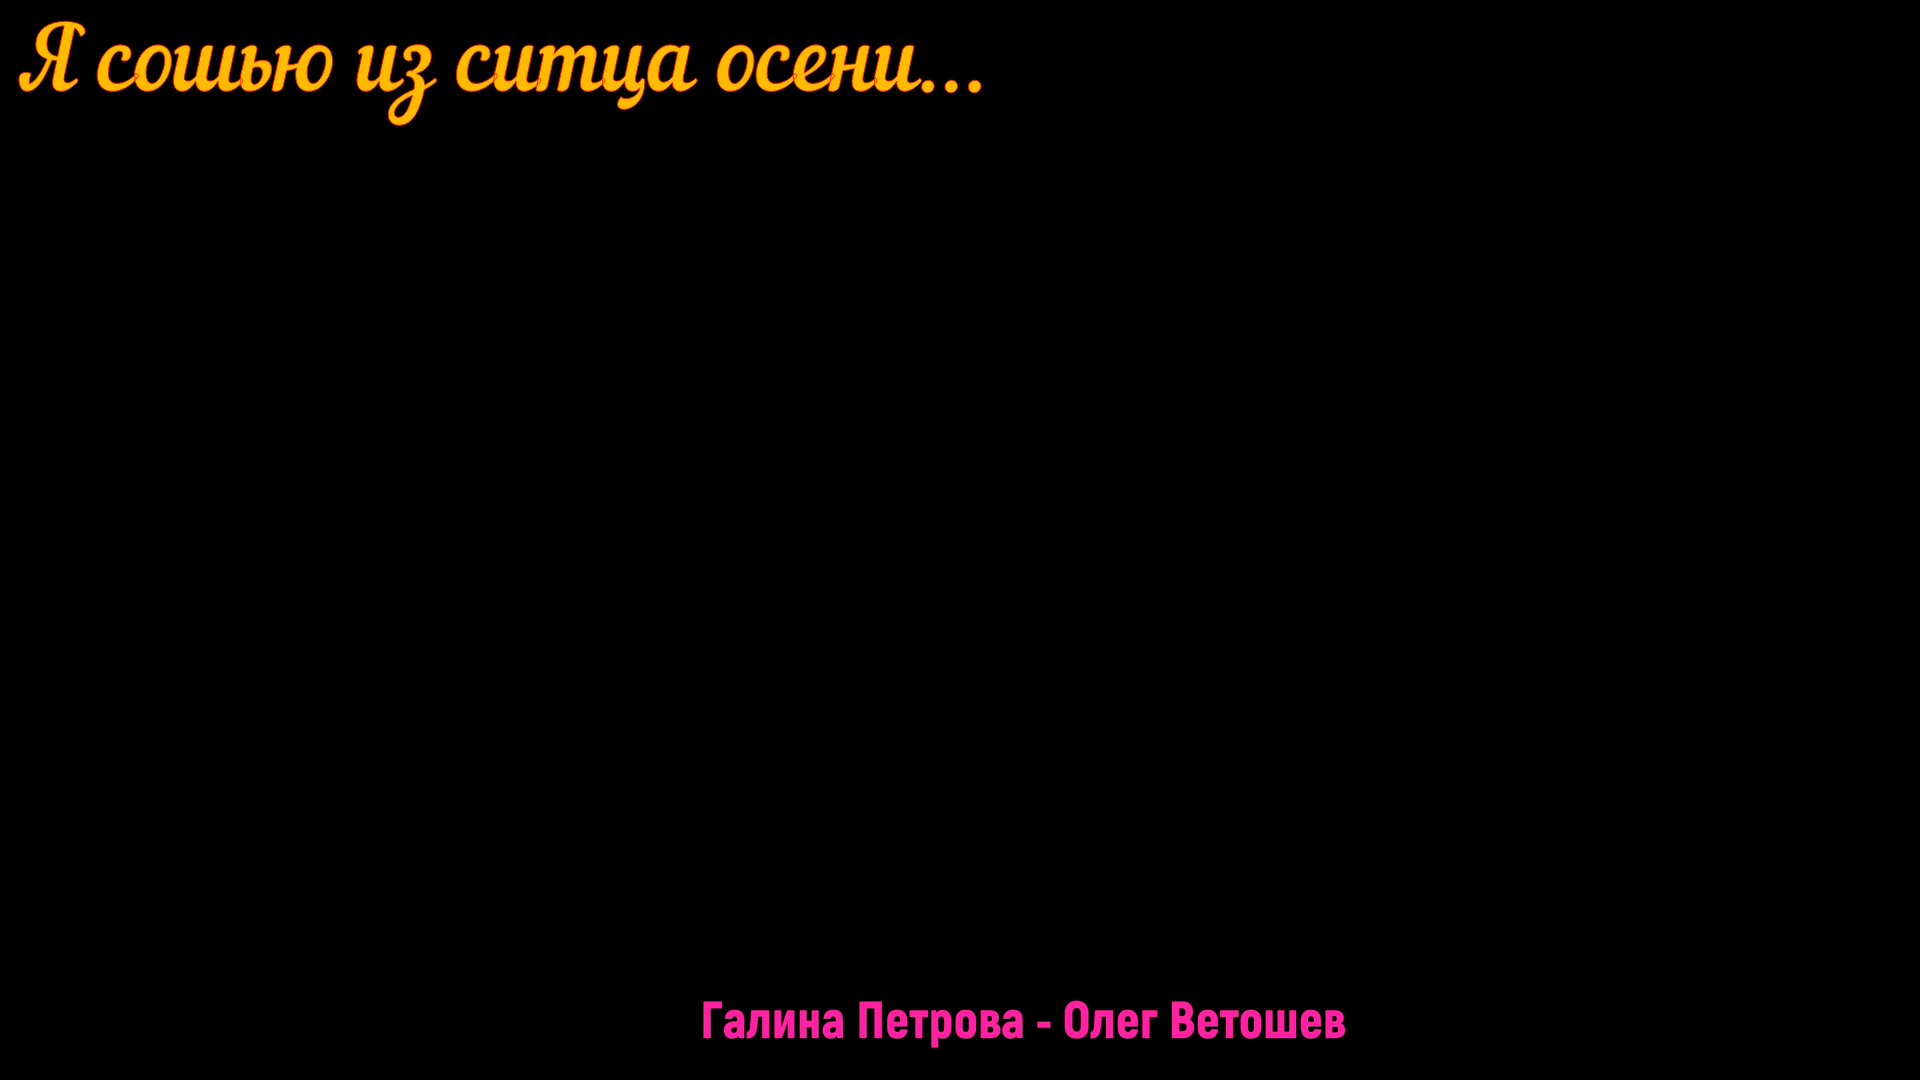 Я сошью из ситца осени...
Галина Петрова - Олег Ветошев